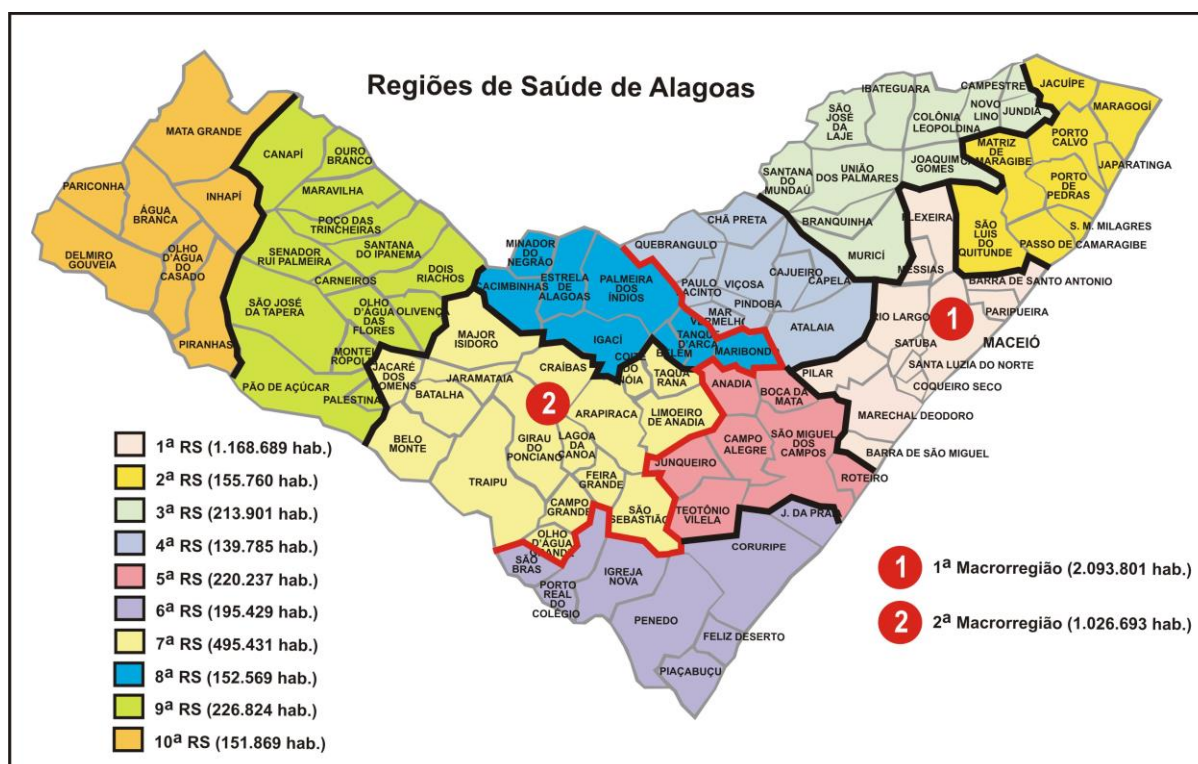 Regiões de Saúde de Alagoas
MATA GRANDE
PARICONHA
ÁGUA
BRANCA
INHAPÍ
DELMIRO
GOUVEIA
OLHO
D'ÁGUA
DO
CASADO
PIRANHAS
CANAPÍ
OURO
BRANCO
MARAVILHA
POÇO DAS
TRINCHEIRAS
SENADOR
RUI PALMEIRA
SANTANA
DO IPANEMA
CARNEIROS
DOIS
RIACHOS
SÃO JOSÉ
DA TAPERA
OLHO
D'ÁGUA
DAS
FLORES
OLIVENÇA
MONTEI
RÓPOLIS
PÃO DE AÇÚCAR
PALESTINA
JACARÉ
DOS
HOMENS
MAJOR
ISIDORO
JARAMATAIA
BATALHA
BELO
MONTE
CRAÍBAS
ARAPIRACA
TAQUA
RANA
LIMOEIRO
DE ANADIA
GIRAU
DO
PONCIANO
LAGOA
DA
CANOA
FEIRA
GRANDE
TRAIPU
CAMPO
GRANDE
SÃO
SEBASTIÃO
OLHO
D'ÁGUA
GRANDE
MINADOR
DO
NEGRÃO
CACIMBINHAS
ESTRELA
DE
ALAGOAS
PALMEIRA
DOS
ÍNDIOS
IGACÍ
BELÉM
TANQUE
D'ARCA
MARIBONDO
QUEBRANGULO
CHÃ PRETA
PAULO
JACINTO
VIÇOSA
CAJUEIRO
CAPELA
PINDOBA
MAR
VERMELHO
ATALAIA
IBATEGUARA
SÃO
JOSÉ
DA
LAJE
CAMPESTRE
COLÔNIA
LEOPOLDINA
NOVO
LINO
JUNDIÁ
SANTANA
DO
MUNDAÚ
UNIÃO
DOS PALMARES
JOAQUIM
GOMES
BRANQUINHA
MURICÍ
JACUÍPE
MARAGOGÍ
MATRIZ
DE
CAMARAGIBE
PORTO
CALVO
JAPARATINGA
PORTO
DE
PEDRAS
SÃO
LUIS
DO
QUITUNDE
S. M. MILAGRES
PASSO DE CAMARAGIBE
FLEXEIRA
MESSIAS
BARRA DE SANTO ANTONIO
RIO LARGO
1
PARIPUEIRA
SATUBA
MACEIÓ
SANTA LUZIA DO NORTE
PILAR
COQUEIRO SECO
MARECHAL DEODORO
BARRA DE SÃO MIGUEL
ANADIA
BOCA DA
MATA
CAMPO
ALEGRE
SÃO MIGUEL
DOS
CAMPOS
JUNQUEIRO
ROTEIRO
TEOTÔNIO
VILELA
J. DA PRAIA
CORURIPE
SÃO
BRAS
PORTO
REAL DO
COLÉGIO
IGREJA
NOVA
PENEDO
FELIZ DESERTO
PIAÇABUÇU
2
1ª RS (1.168.689 hab.)
2ª RS (155.760 hab.)
3ª RS (213.901 hab.)
4ª RS (139.785 hab.)
5ª RS (220.237 hab.)
6ª RS (195.429 hab.)
7ª RS (495.431 hab.)
8ª RS (152.569 hab.)
9ª RS (226.824 hab.)
10ª RS (151.869 hab.)
1 1ª Macrorregião (2.093.801 hab.)
2 2ª Macrorregião (1.026.693 hab.)